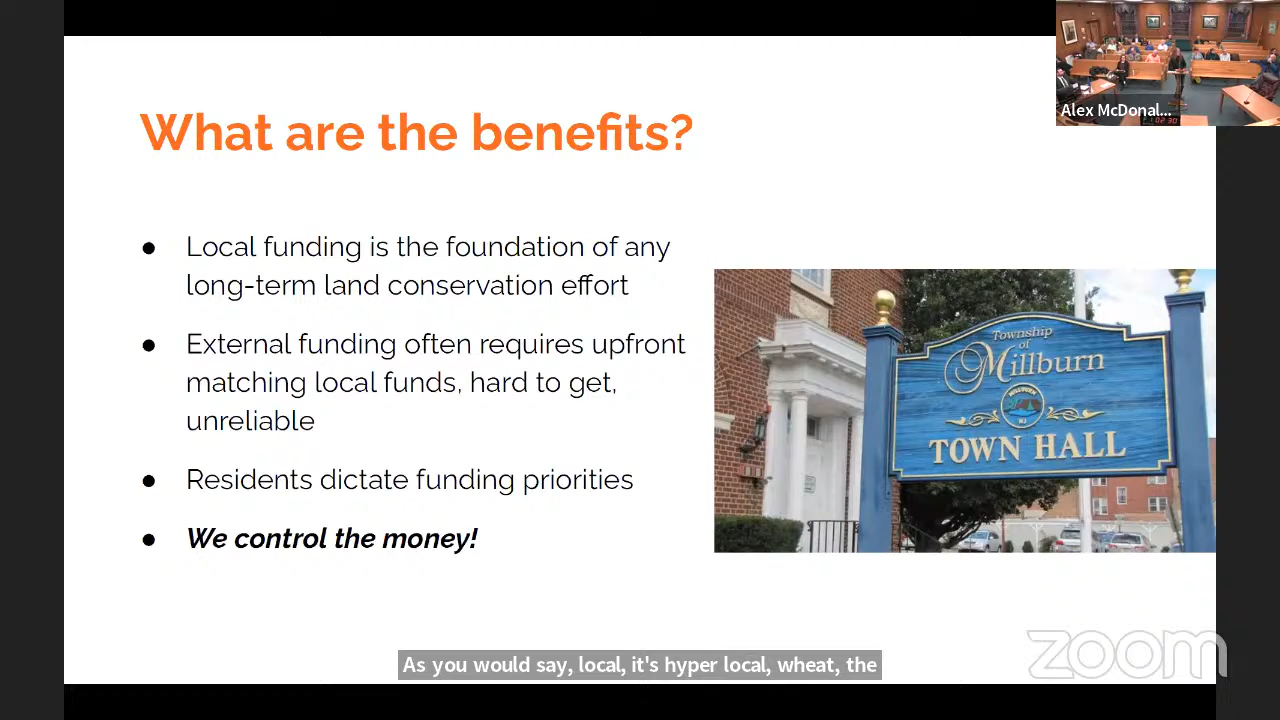 Alex McDonal...
What are the benefits?
● Local funding is the foundation of any
long-term land conservation effort
● External funding often requires upfront
matching local funds, hard to get,
unreliable
● Residents dictate funding priorities
● We control the money!
Township
of
Millburn
MILLBURN
NJ
TOWN HALL
As you would say, local, it's hyper local, wheat, the
zoom